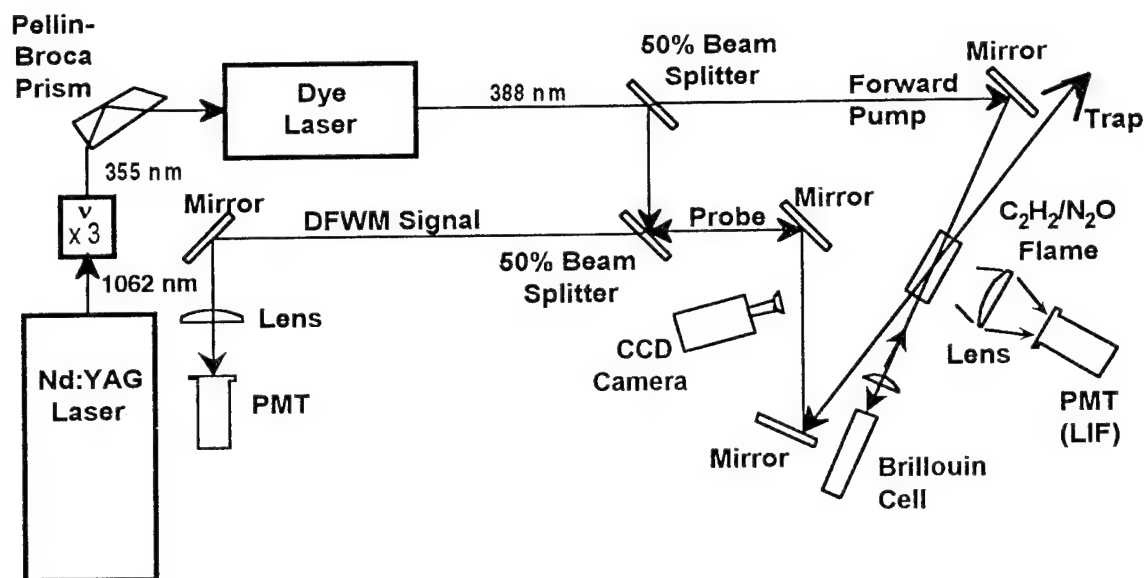 Pellin-
Broca
Prism
Dye
Laser
388 nm
50% Beam
Splitter
Forward
Pump
Mirror
Trap
355 nm
ν
x 3
1062 nm
Mirror
DFWM Signal
50% Beam
Splitter
Probe
Mirror
C₂H₂/N₂O
Flame
Lens
PMT
Nd:YAG
Laser
CCD
Camera
Lens
PMT
(LIF)
Mirror
Brillouin
Cell